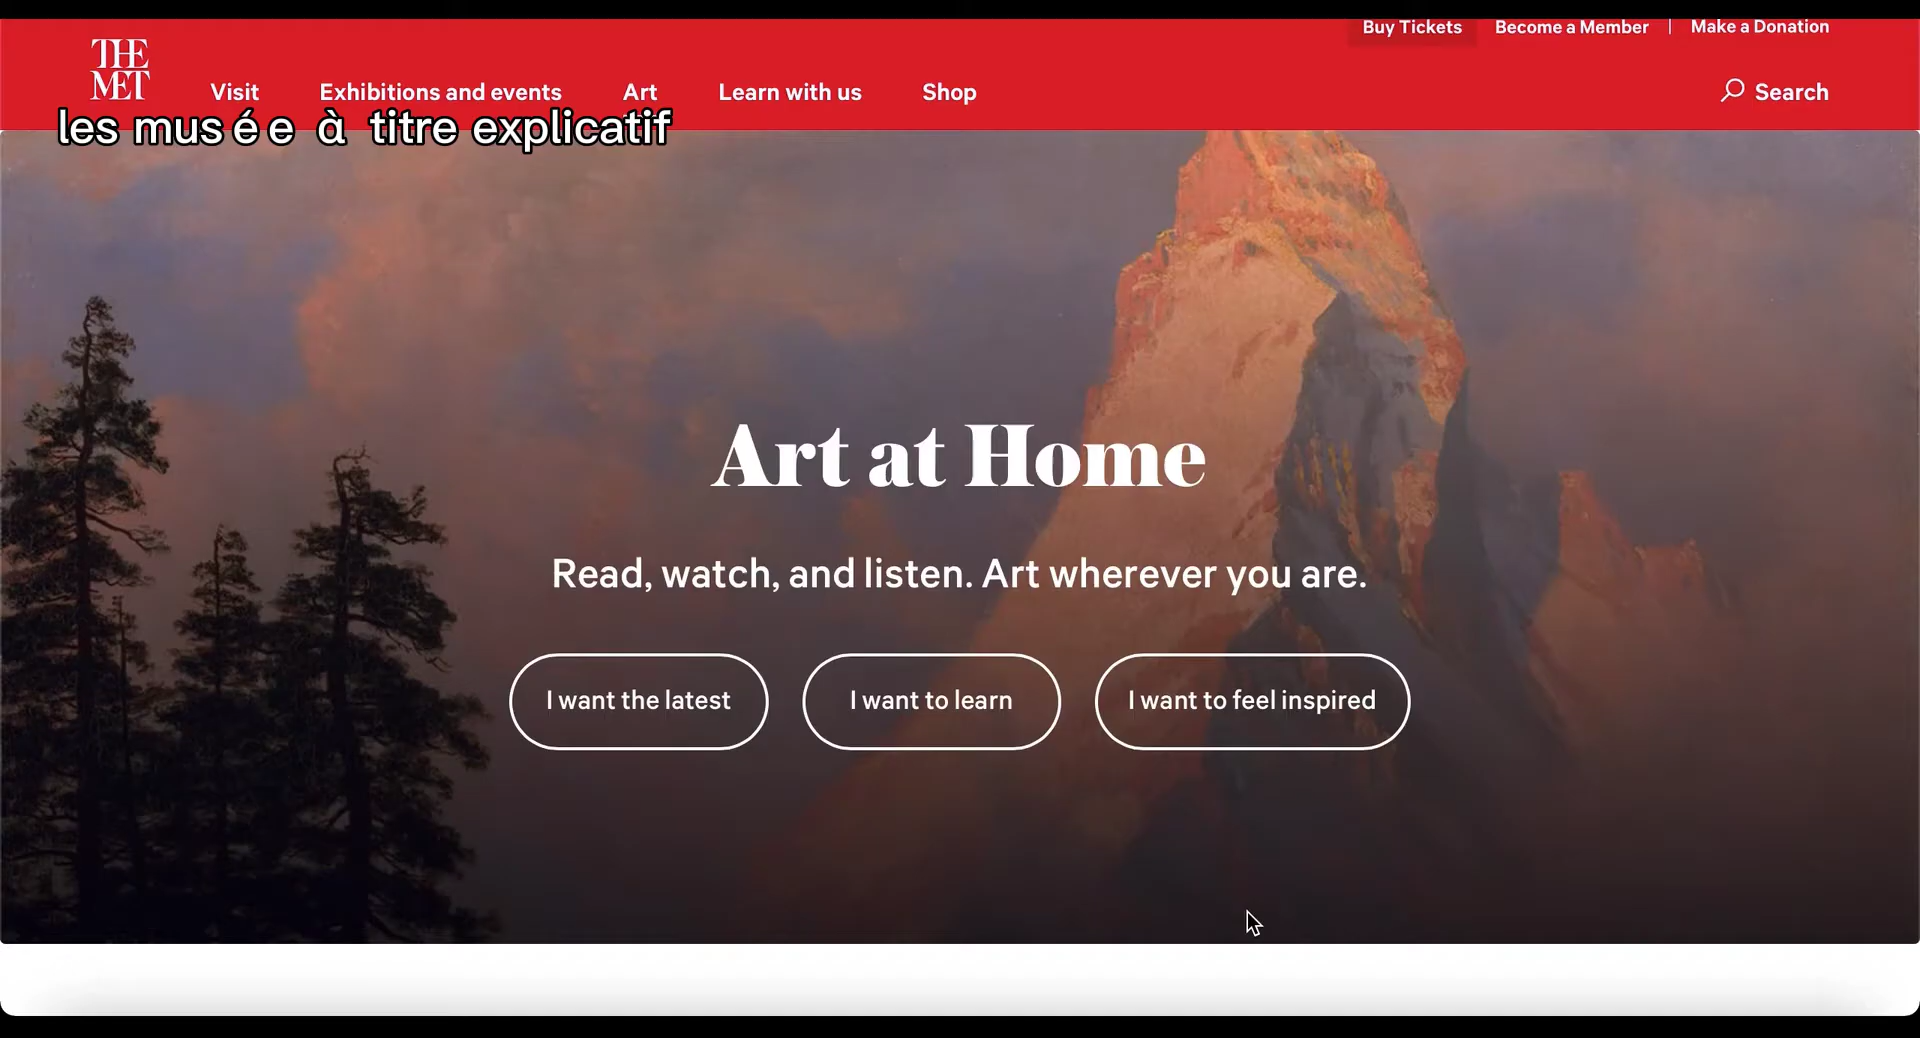 Buy Tickets Become a Member Make a Donation
THE
MET
Visit Exhibitions and events Art Learn with us Shop Search
les musée à titre explicatif
Art at Home
Read, watch, and listen. Art wherever you are.
I want the latest I want to learn I want to feel inspired